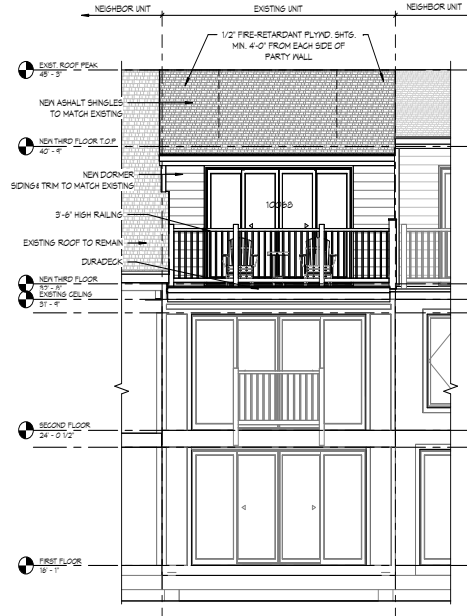 NEIGHBOR UNIT
EXISTING UNIT
NEIGHBOR UNIT
1/2" FIRE-RETARDANT PLYWD. SHTG.
MIN. 4'-0" FROM EACH SIDE OF
PARTY WALL
EXIST. ROOF PEAK
45' - 3"
NEW ASHALT SHINGLES
TO MATCH EXISTING
NEW THIRD FLOOR T.O.P
40' - 9"
NEW DORMER
SIDING& TRIM TO MATCH EXISTING
10068
3'-6" HIGH RAILING
EXISTING ROOF TO REMAIN
DURADECK
NEW THIRD FLOOR
EXISTING CEILING
31' - 9"
SECOND FLOOR
24' - 0 1/2"
FIRST FLOOR
16' - 1"